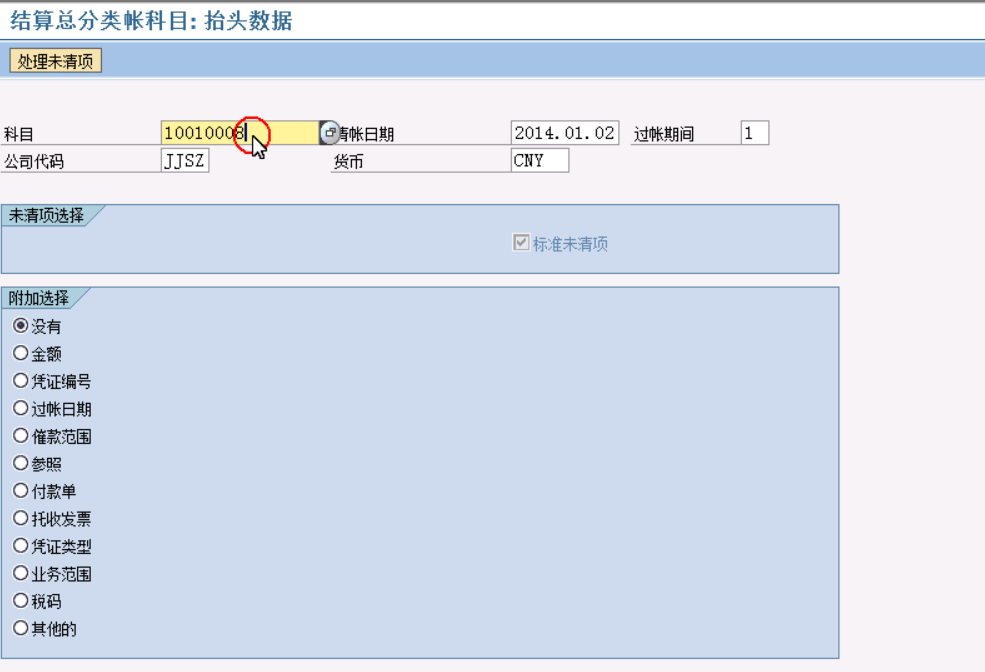 结算总分类帐科目: 抬头数据
处理未清项
科目 10010008 清帐日期 2014.01.02 过帐期间 1
公司代码 JJSZ 货币 CNY
未清项选择
标准未清项
附加选择
没有
金额
凭证编号
过帐日期
催款范围
参照
付款单
托收发票
凭证类型
业务范围
税码
其他的